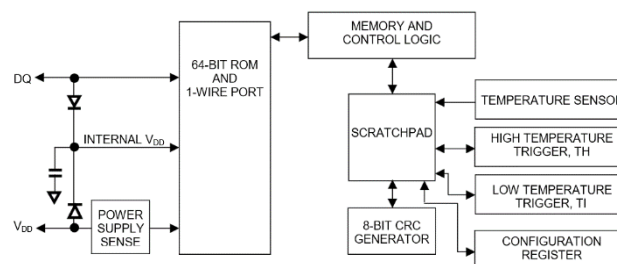 MEMORY AND
CONTROL LOGIC
64-BIT ROM
AND
1-WIRE PORT
DQ
INTERNAL VDD
VDD
POWER
SUPPLY
SENSE
SCRATCHPAD
8-BIT CRC
GENERATOR
TEMPERATURE SENSOR
HIGH TEMPERATURE
TRIGGER, TH
LOW TEMPERATURE
TRIGGER, TI
CONFIGURATION
REGISTER